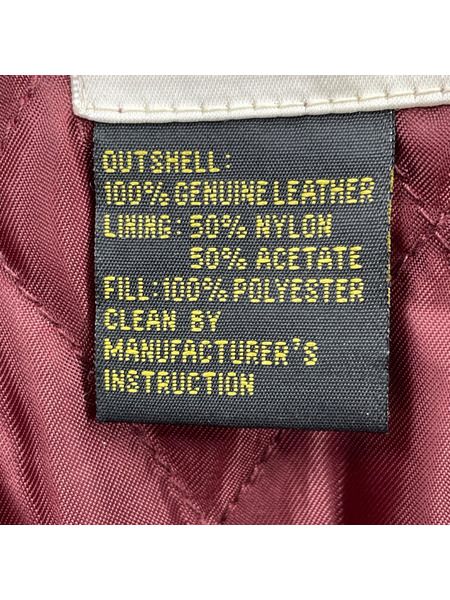 OUTSHELL:
100% GENUINE LEATHER
LINING: 50% NYLON
50% ACETATE
FILL:100% POLYESTER
CLEAN BY
MANUFACTURER'S
INSTRUCTION